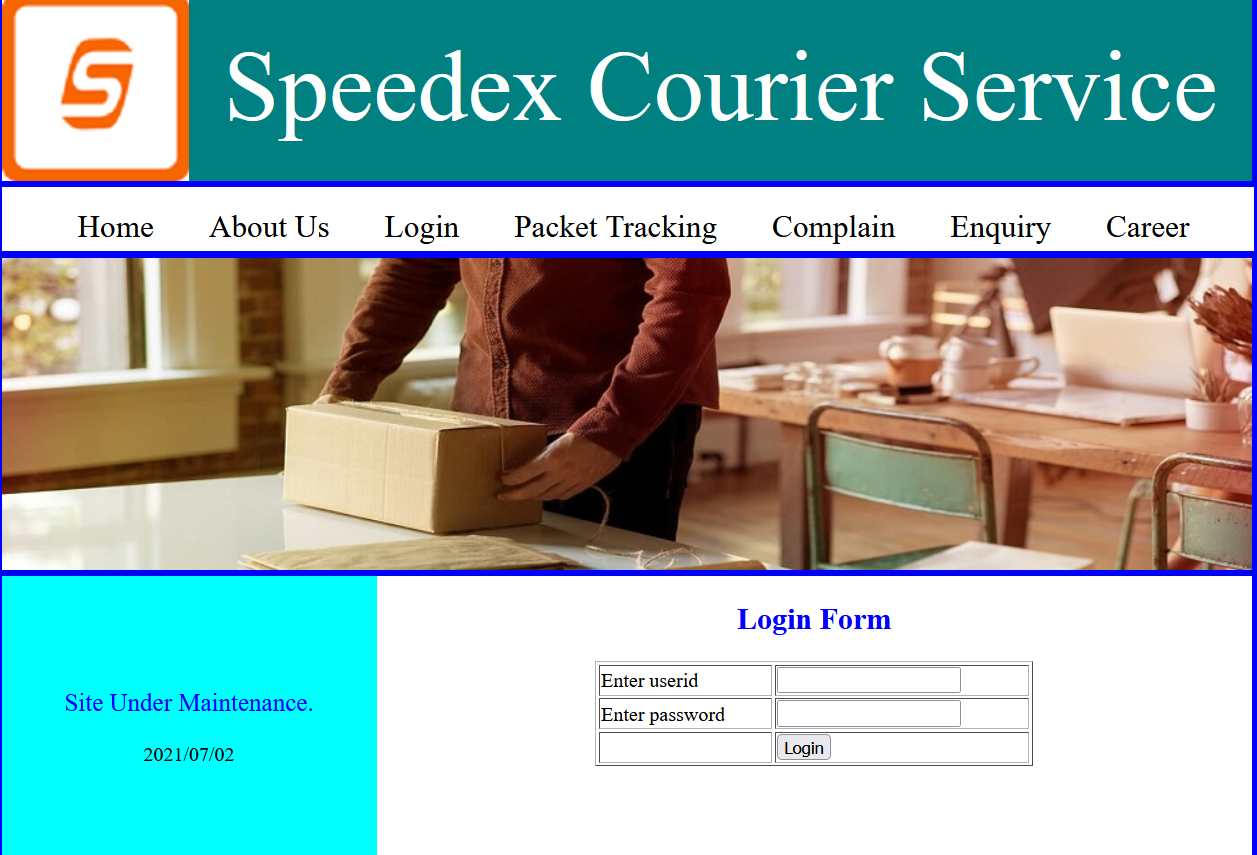 S
Speedex Courier Service
Home About Us Login Packet Tracking Complain Enquiry Career
Login Form
Enter userid
Enter password
Login
Site Under Maintenance.
2021/07/02